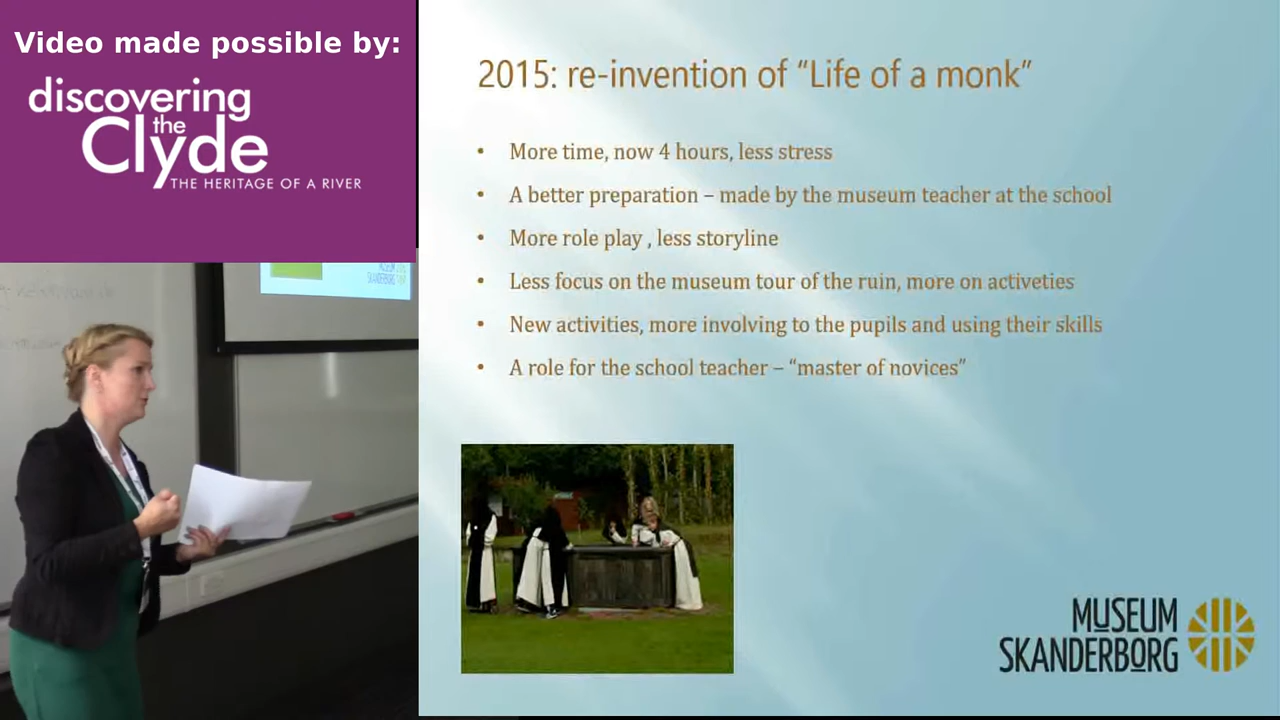 Video made possible by:
discovering
the
Clyde
THE HERITAGE OF A RIVER
2015: re-invention of “Life of a monk”
• More time, now 4 hours, less stress
• A better preparation – made by the museum teacher at the school
• More role play , less storyline
• Less focus on the museum tour of the ruin, more on activeties
• New activities, more involving to the pupils and using their skills
• A role for the school teacher – “master of novices”
MUSEUM
SKANDERBORG
MUSEUM
SKANDERBORG